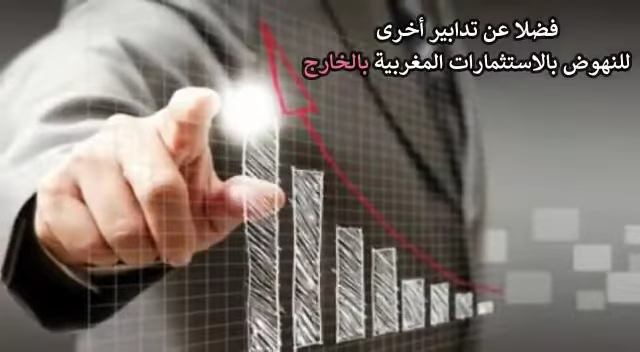 فضلا عن تدابير أخرى
للنهوض بالاستثمارات المغربية بالخارج